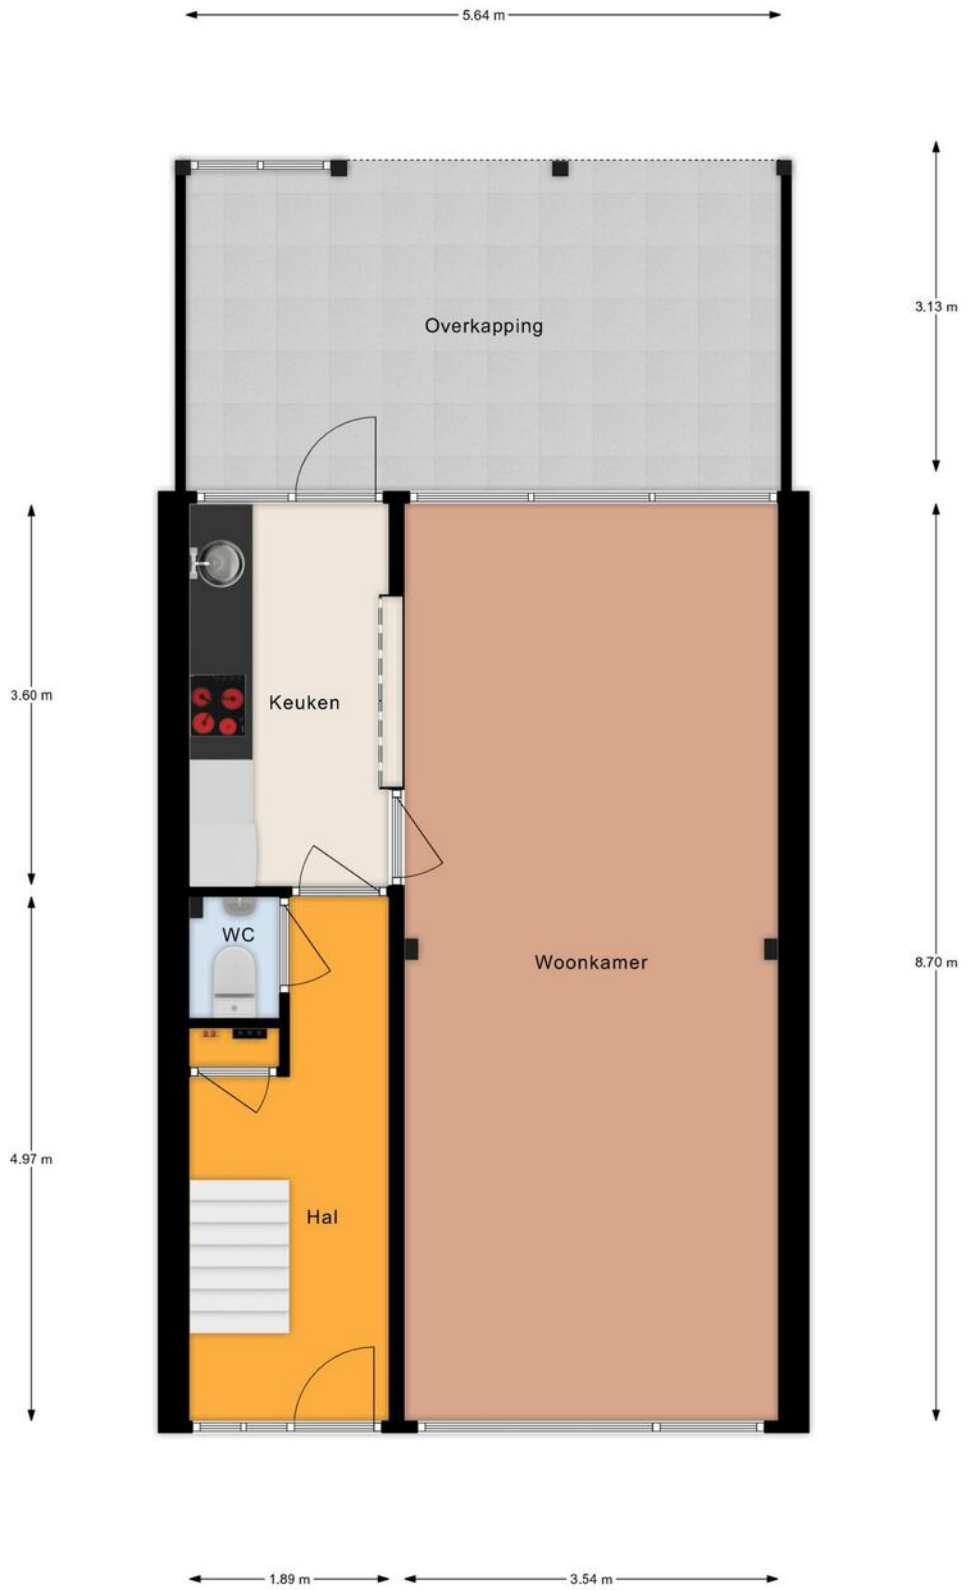 5.64 m
Overkapping
3.13 m
3.60 m
Keuken
WC
Woonkamer
8.70 m
4.97 m
Hal
1.89 m
3.54 m